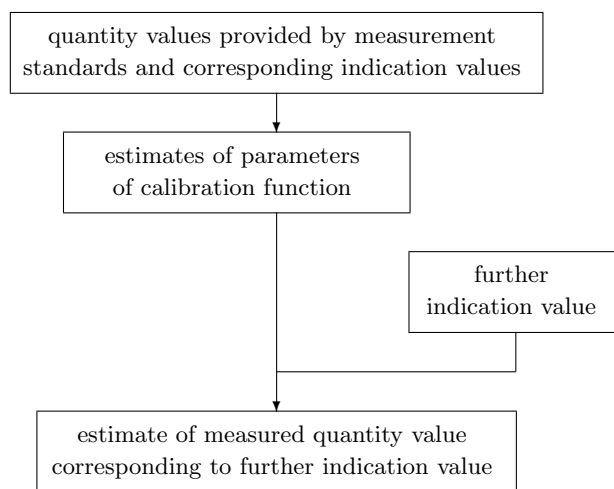 quantity values provided by measurement
standards and corresponding indication values
estimates of parameters
of calibration function
further
indication value
estimate of measured quantity value
corresponding to further indication value